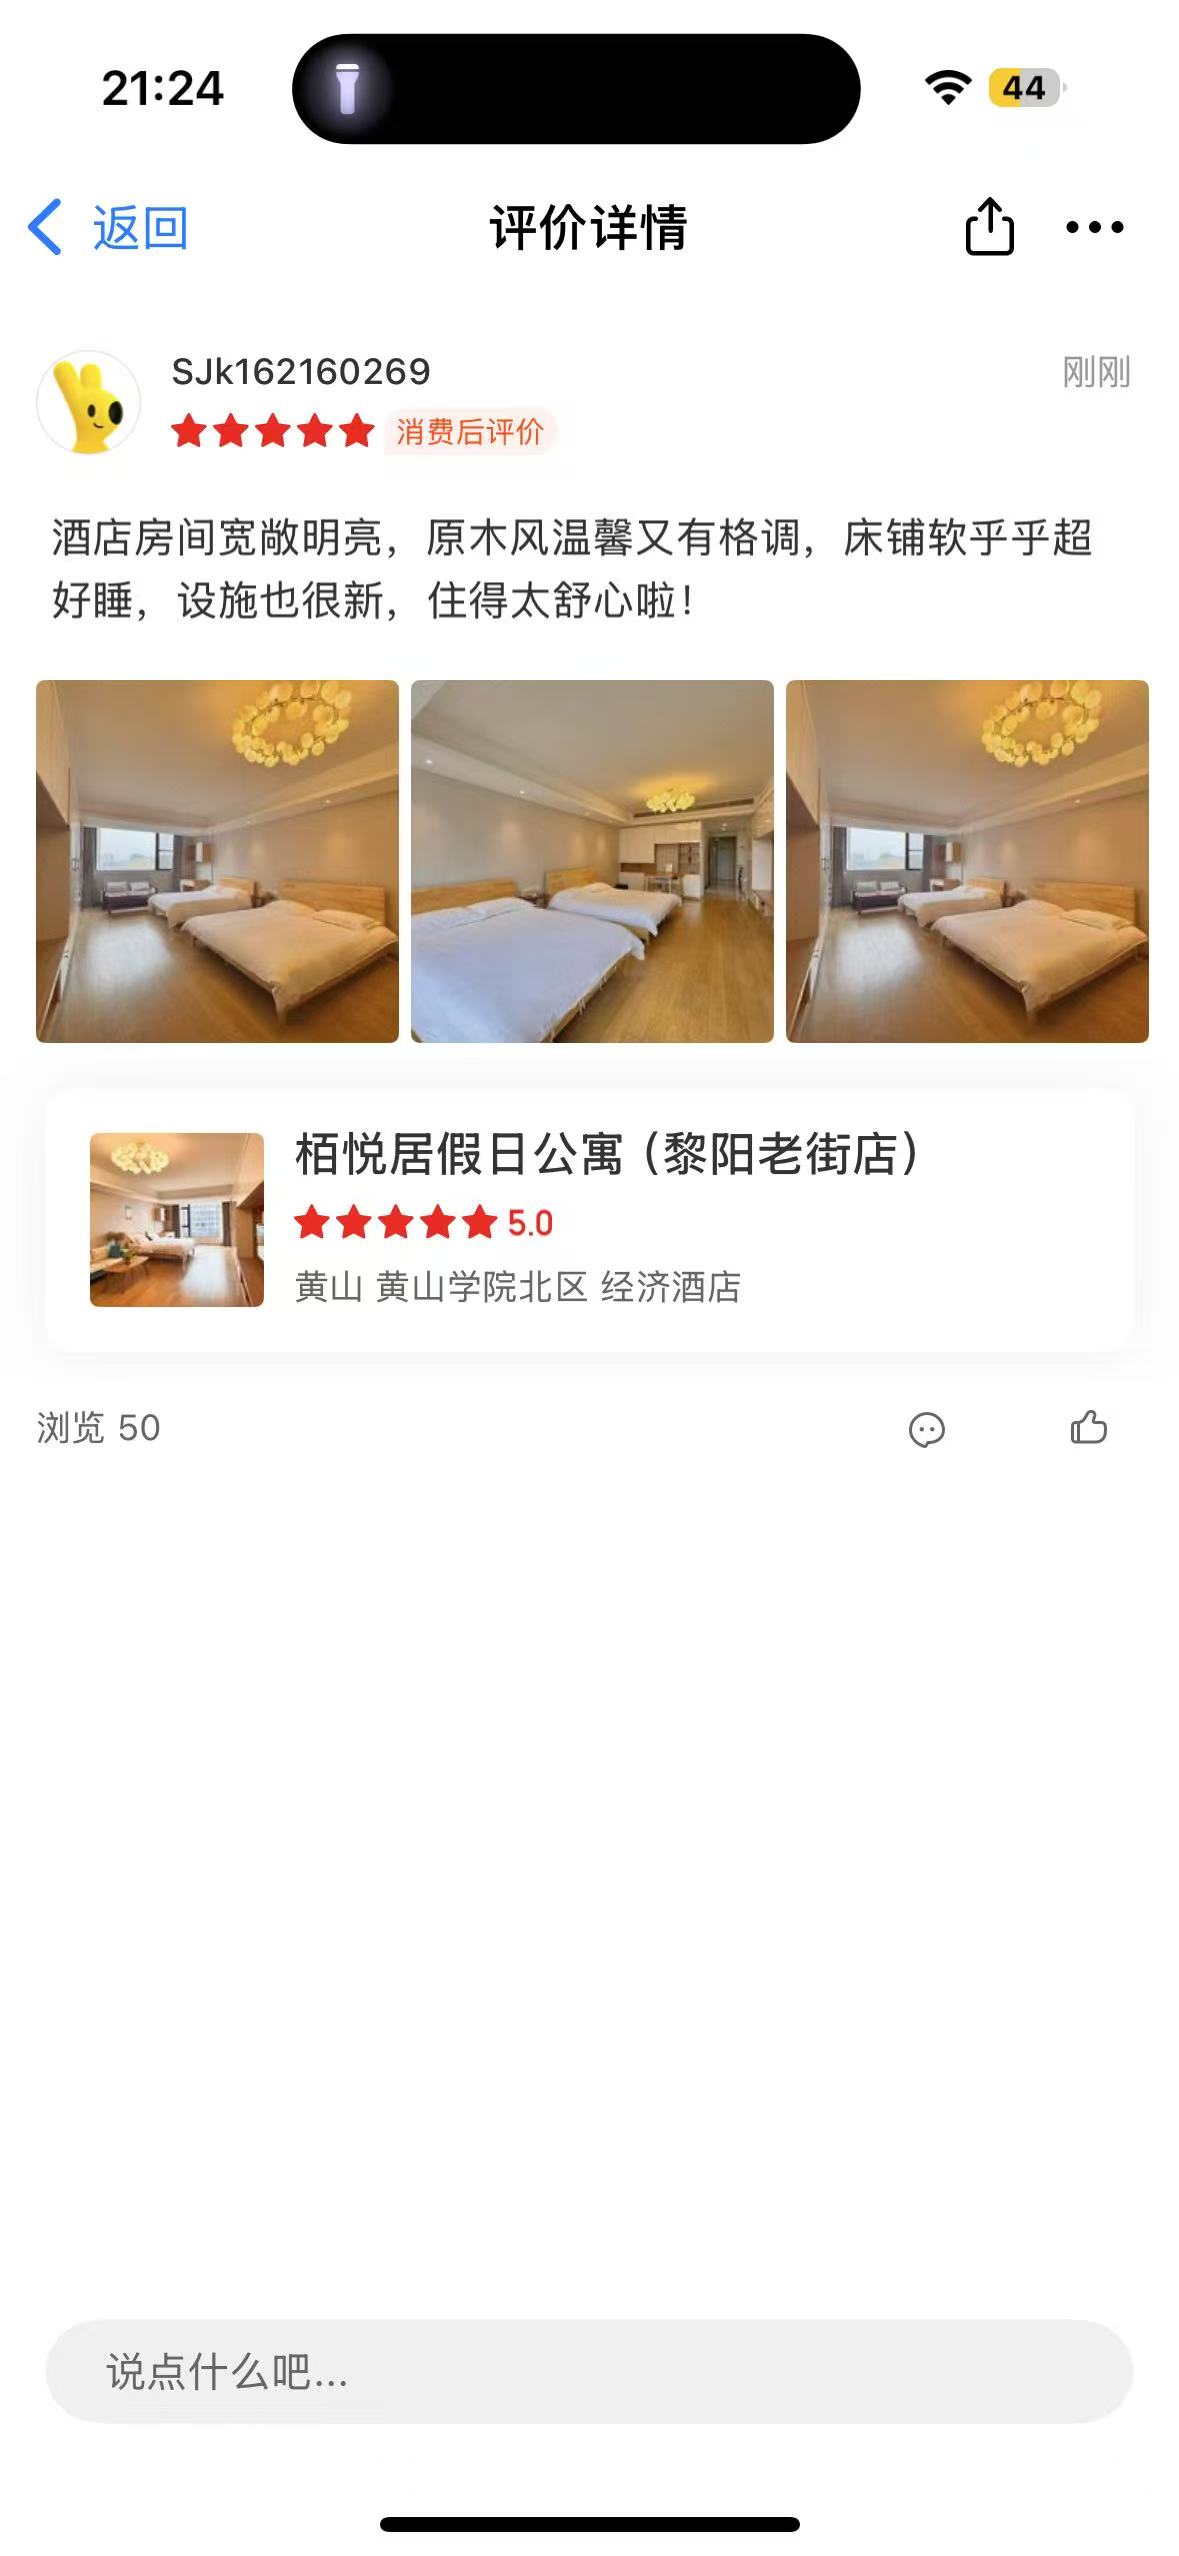 21:24
44
返回
评价详情
SJk162160269
刚刚
消费后评价
酒店房间宽敞明亮，原木风温馨又有格调，床铺软乎乎超
好睡，设施也很新，住得太舒心啦！
栢悦居假日公寓（黎阳老街店）
5.0
黄山 黄山学院北区 经济酒店
浏览 50
说点什么吧...